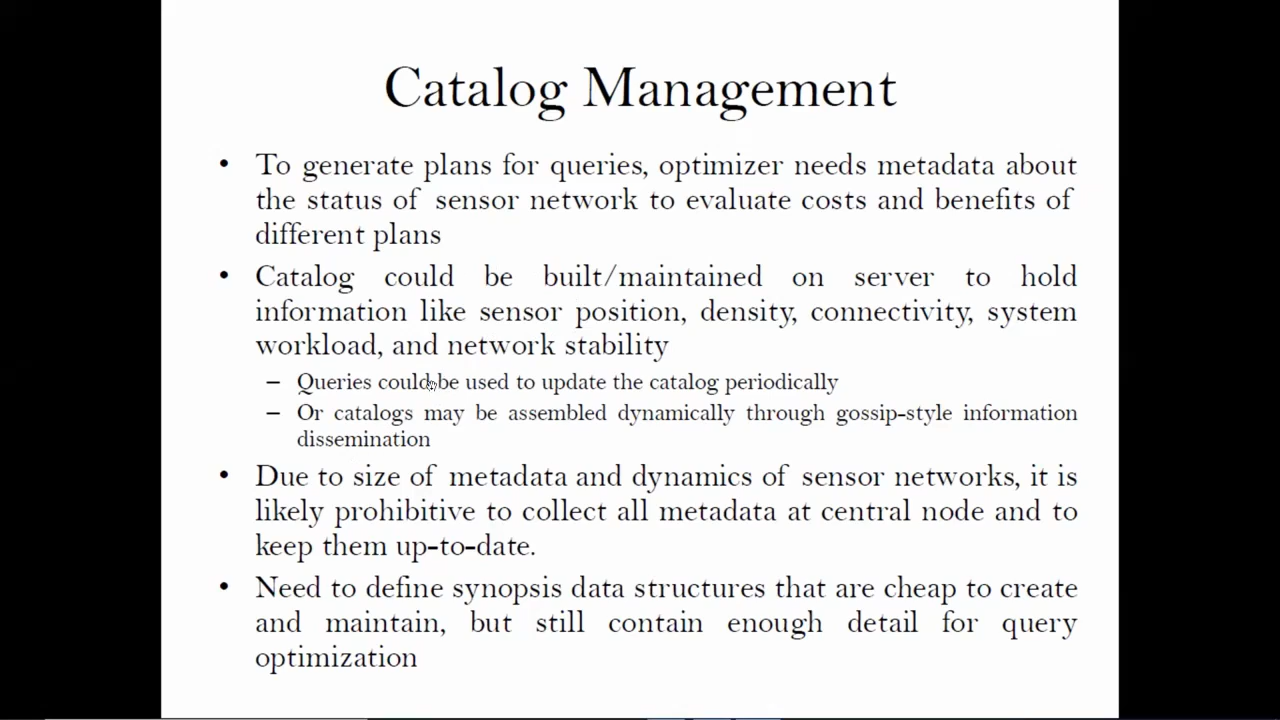 Catalog Management
• To generate plans for queries, optimizer needs metadata about
the status of sensor network to evaluate costs and benefits of
different plans
• Catalog could be built/maintained on server to hold
information like sensor position, density, connectivity, system
workload, and network stability
– Queries could be used to update the catalog periodically
– Or catalogs may be assembled dynamically through gossip-style information
dissemination
• Due to size of metadata and dynamics of sensor networks, it is
likely prohibitive to collect all metadata at central node and to
keep them up-to-date.
• Need to define synopsis data structures that are cheap to create
and maintain, but still contain enough detail for query
optimization